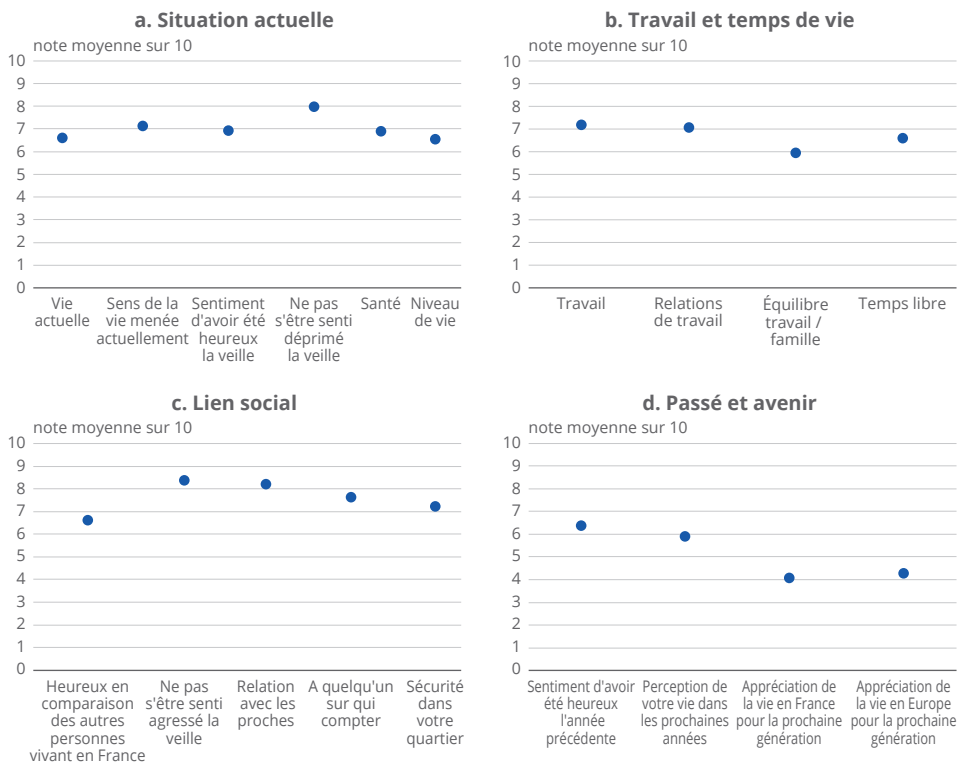 a. Situation actuelle
note moyenne sur 10
10
9
8
7
6
5
4
3
2
1
0
Vie
actuelle
Sens de la
vie menée
actuellement
Sentiment
d'avoir été
heureux
la veille
Ne pas
s'être senti
déprimé
la veille
Santé
Niveau
de vie
b. Travail et temps de vie
note moyenne sur 10
10
9
8
7
6
5
4
3
2
1
0
Travail
Relations
de travail
Équilibre
travail /
famille
Temps libre
c. Lien social
note moyenne sur 10
10
9
8
7
6
5
4
3
2
1
0
Heureux en
comparaison
des autres
personnes
vivant en France
Ne pas
s'être senti
agressé la
veille
Relation
avec les
proches
A quelqu'un
sur qui
compter
Sécurité
dans
votre
quartier
d. Passé et avenir
note moyenne sur 10
10
9
8
7
6
5
4
3
2
1
0
Sentiment d'avoir
été heureux
l'année
précédente
Perception de
votre vie dans
les prochaines
années
Appréciation de
la vie en France
pour la prochaine
génération
Appréciation de
la vie en Europe
pour la prochaine
génération